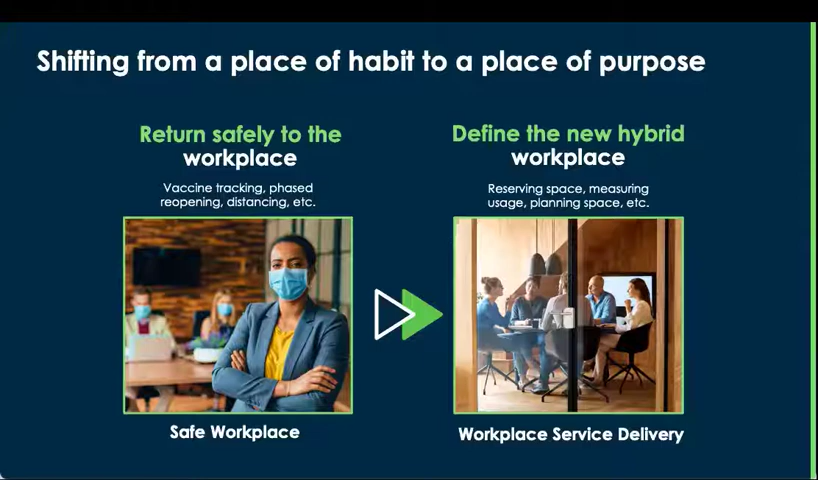 Shifting from a place of habit to a place of purpose
Return safely to the
workplace
Vaccine tracking, phased
reopening, distancing, etc.
Safe Workplace
Define the new hybrid
workplace
Reserving space, measuring
usage, planning space, etc.
Workplace Service Delivery